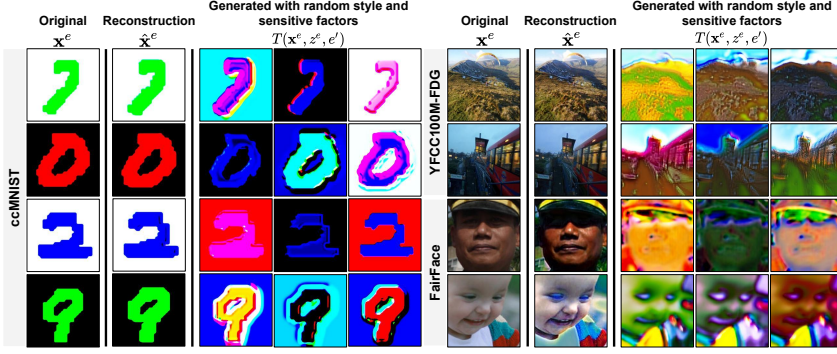 Original
Reconstruction
Generated with random style and
sensitive factors
x^e
x̂^e
T(x^e, z^e, e′)
Original
Reconstruction
Generated with random style and
sensitive factors
x^e
x̂^e
T(x^e, z^e, e′)
ccMNIST
YFCC100M-FDG
FairFace